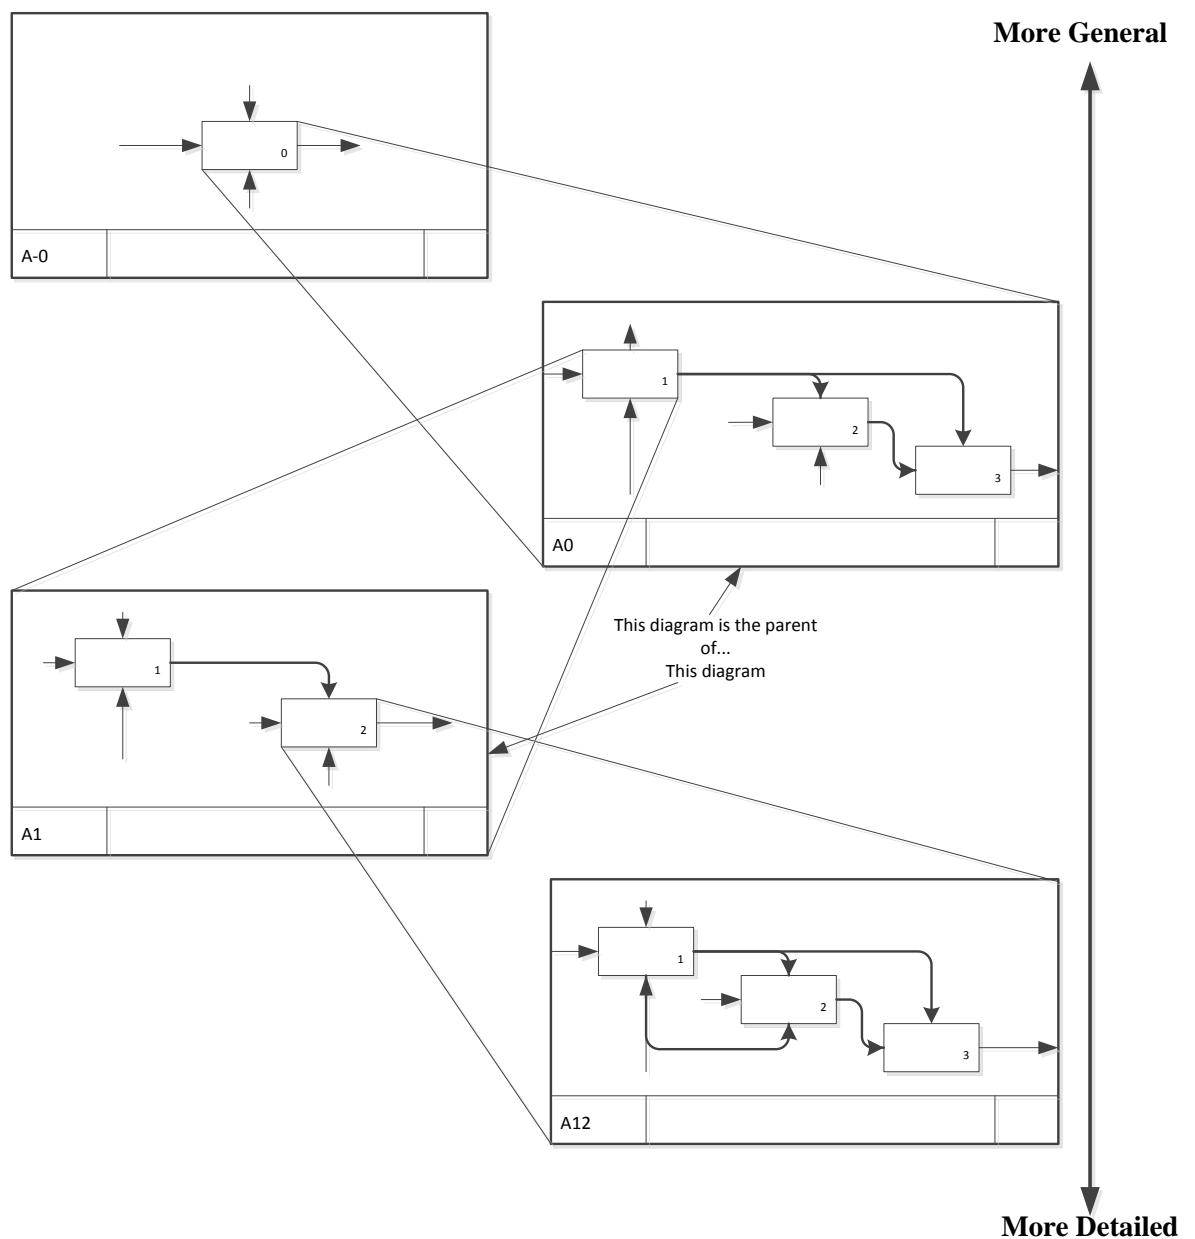 More General
0
A-0
1
2
3
A0
This diagram is the parent
of...
This diagram
1
2
A1
1
2
3
A12
More Detailed